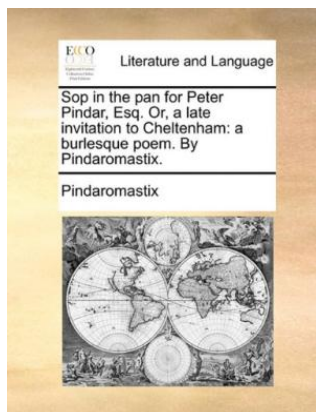 ECCO
Literature and Language
Sop in the pan for Peter
Pindar, Esq. Or, a late
invitation to Cheltenham: a
burlesque poem. By
Pindaromastix.
Pindaromastix